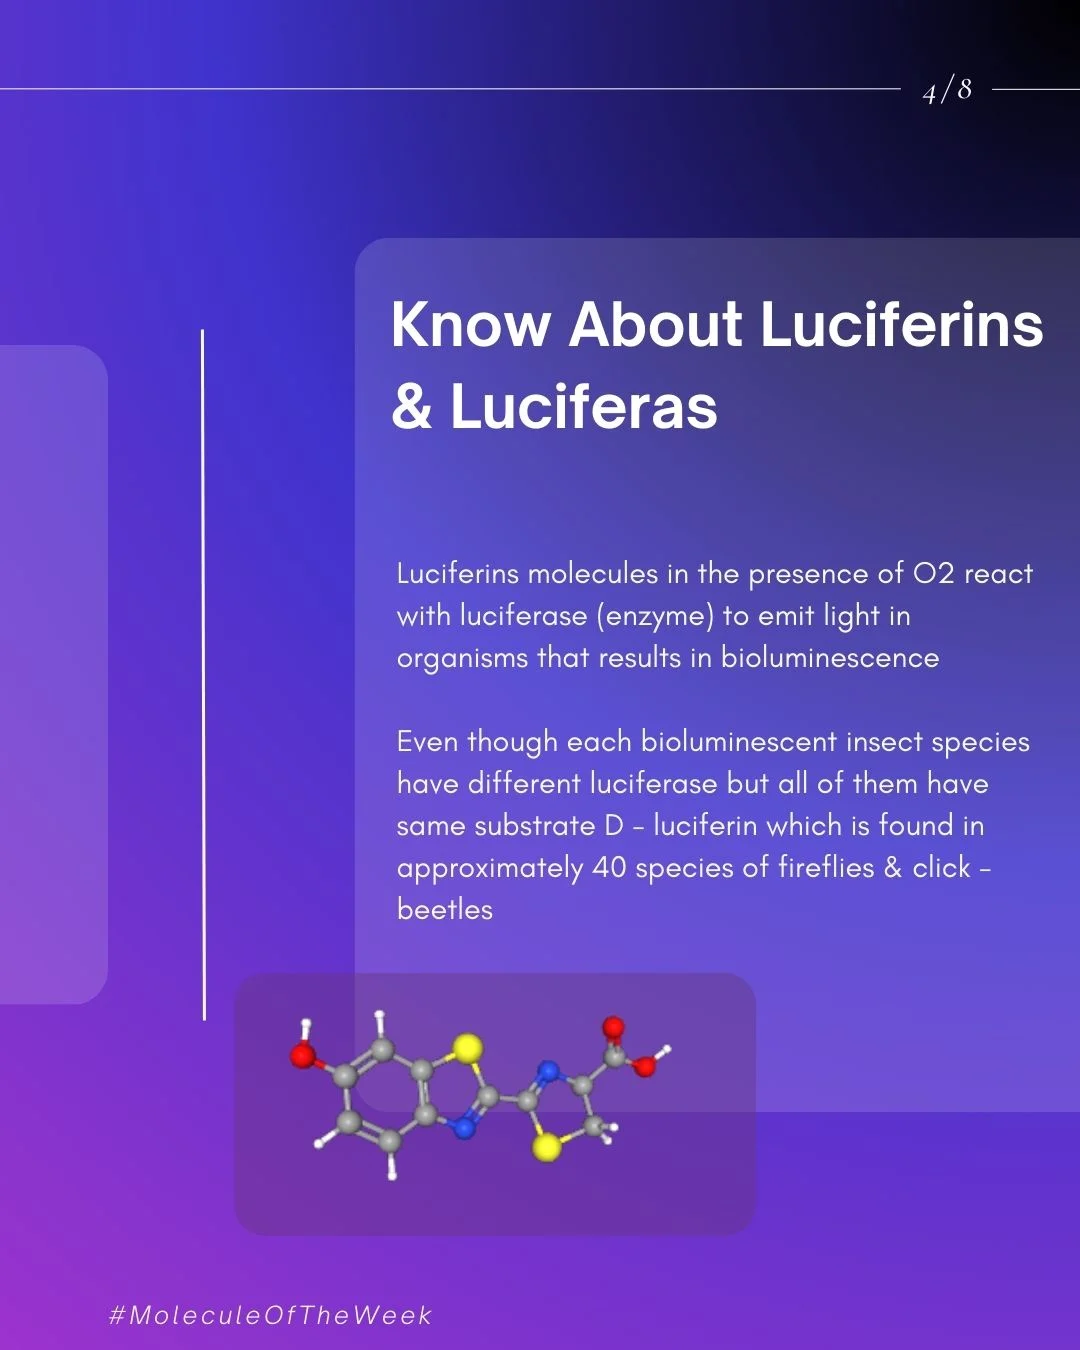 4/8
Know About Luciferins
& Luciferas
Luciferins molecules in the presence of O2 react
with luciferase (enzyme) to emit light in
organisms that results in bioluminescence
Even though each bioluminescent insect species
have different luciferase but all of them have
same substrate D - luciferin which is found in
approximately 40 species of fireflies & click -
beetles
#MoleculeOfTheWeek